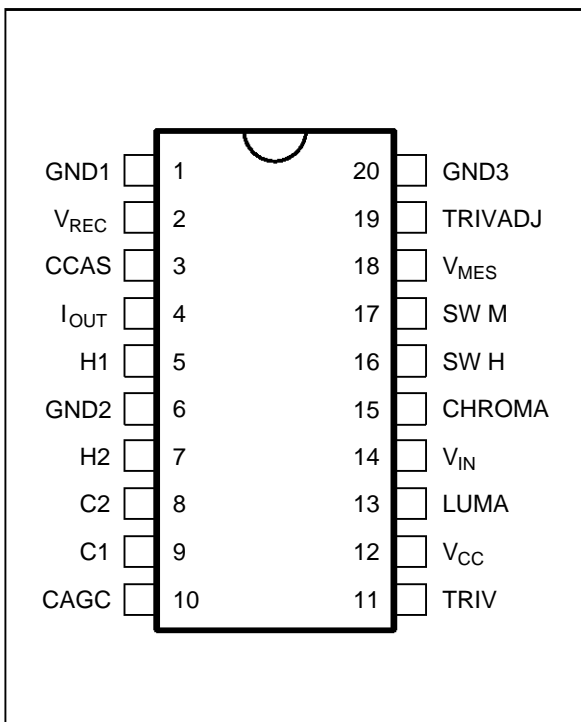 GND1 1 20 GND3
VREC 2 19 TRIVADJ
CCAS 3 18 VMES
IOUT 4 17 SW M
H1 5 16 SW H
GND2 6 15 CHROMA
H2 7 14 VIN
C2 8 13 LUMA
C1 9 12 VCC
CAGC 10 11 TRIV